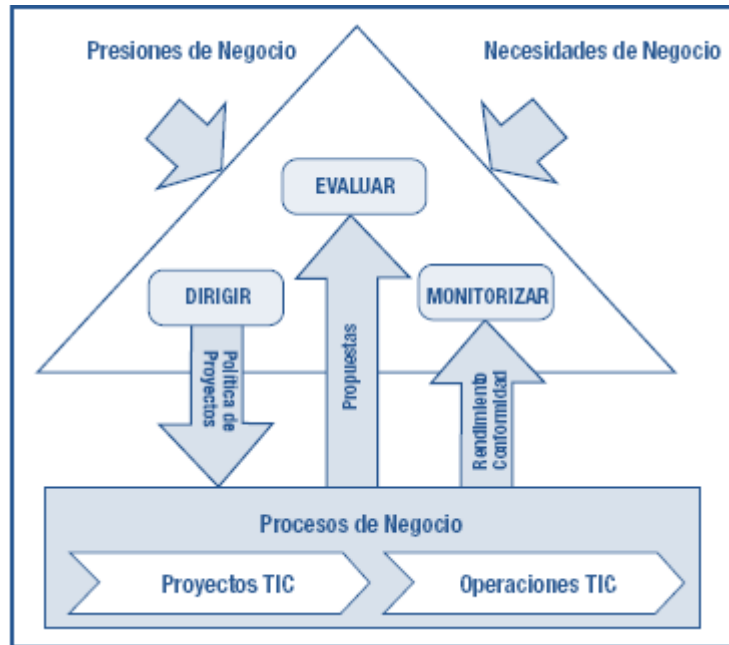 Presiones de Negocio
Necesidades de Negocio
EVALUAR
DIRIGIR
MONITORIZAR
Política de
Proyectos
Propuestas
Rendimiento
Conformidad
Procesos de Negocio
Proyectos TIC
Operaciones TIC